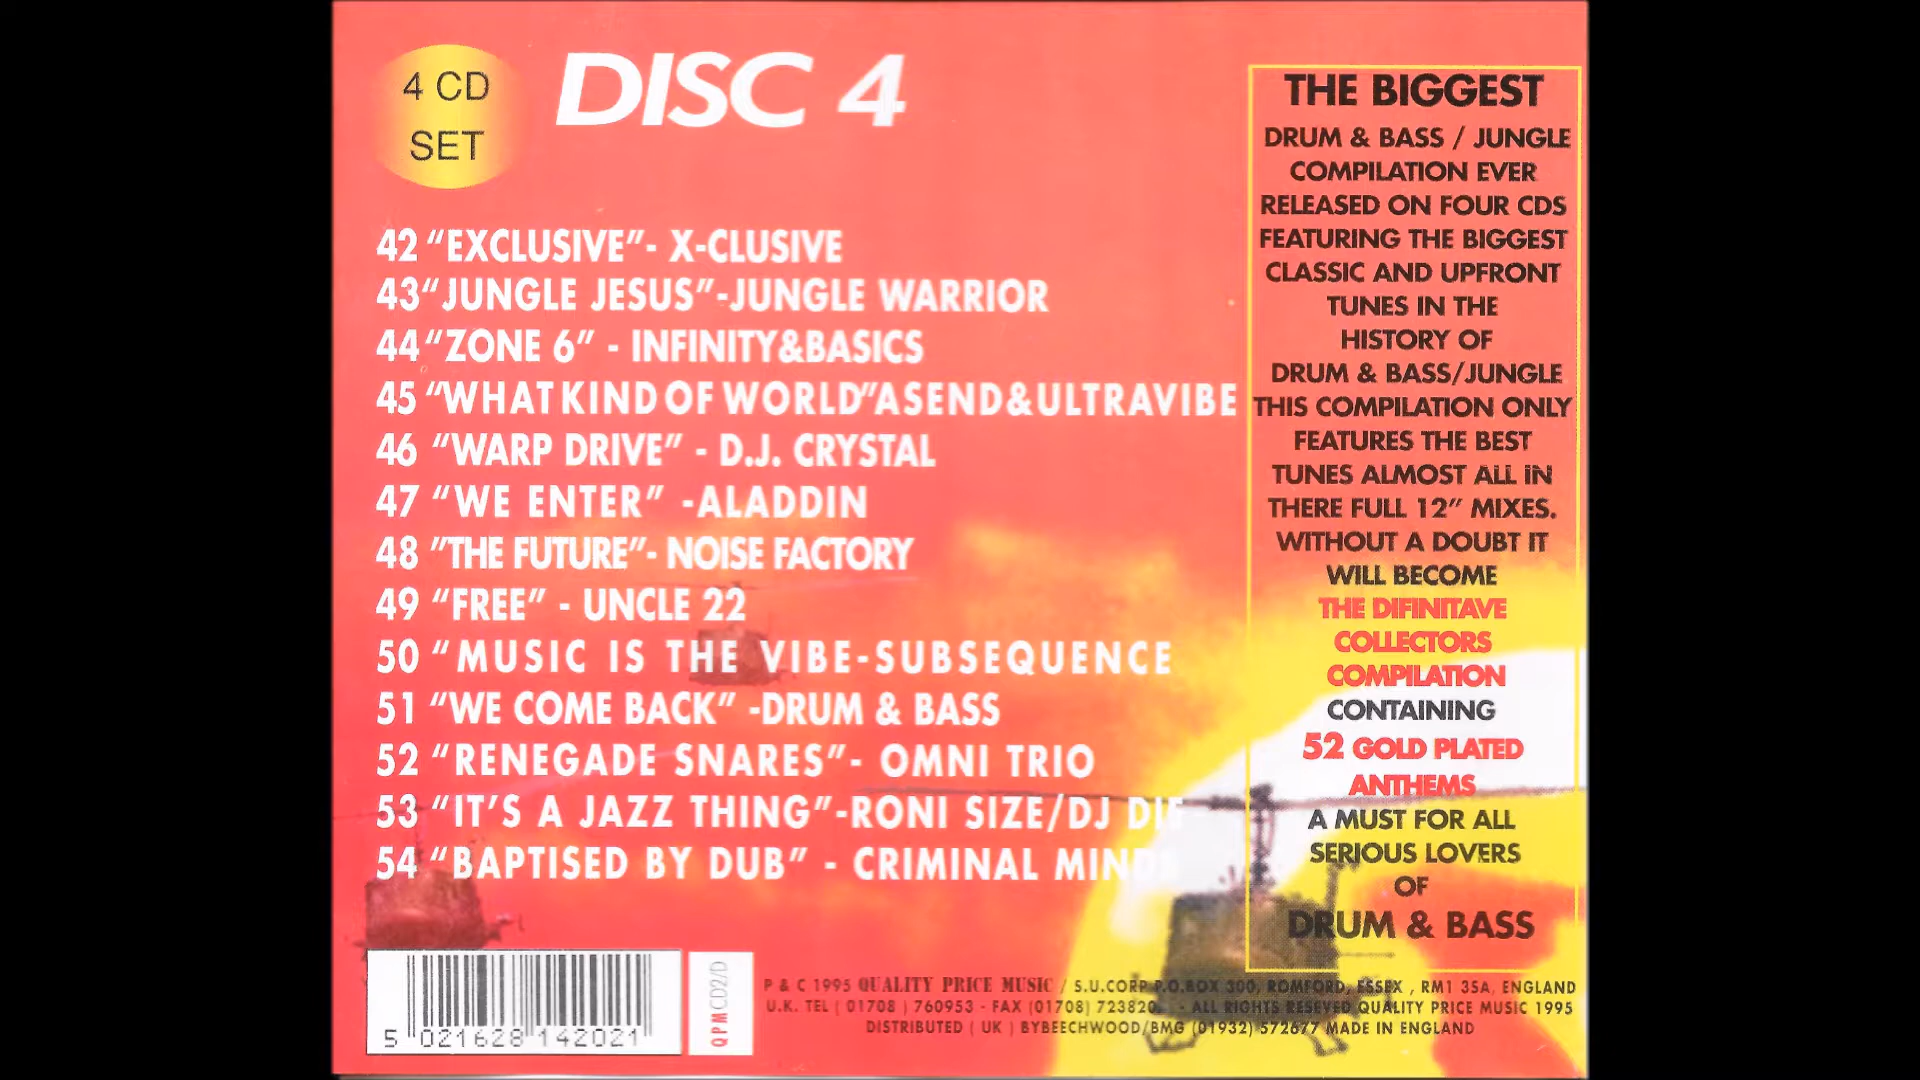 4 CD
SET
DISC 4
42 “EXCLUSIVE”- X-CLUSIVE
43“JUNGLE JESUS”-JUNGLE WARRIOR
44“ZONE 6” - INFINITY&BASICS
45 “WHAT KIND OF WORLD”ASEND&ULTRAVIBE
46 “WARP DRIVE” - D.J. CRYSTAL
47 “WE ENTER” -ALADDIN
48 ”THE FUTURE”- NOISE FACTORY
49 “FREE” - UNCLE 22
50 “MUSIC IS THE VIBE-SUBSEQUENCE
51 “WE COME BACK” -DRUM & BASS
52 “RENEGADE SNARES”- OMNI TRIO
53 “IT’S A JAZZ THING”-RONI SIZE/DJ DIE
54 “BAPTISED BY DUB” - CRIMINAL MINDS
THE BIGGEST
DRUM & BASS / JUNGLE
COMPILATION EVER
RELEASED ON FOUR CDS
FEATURING THE BIGGEST
CLASSIC AND UPFRONT
TUNES IN THE
HISTORY OF
DRUM & BASS/JUNGLE
THIS COMPILATION ONLY
FEATURES THE BEST
TUNES ALMOST ALL IN
THERE FULL 12” MIXES.
WITHOUT A DOUBT IT
WILL BECOME
THE DIFINITAVE
COLLECTORS
COMPILATION
CONTAINING
52 GOLD PLATED
ANTHEMS
A MUST FOR ALL
SERIOUS LOVERS
OF
DRUM & BASS
5 021628 142021
QPMCD2/D
P & C 1995 QUALITY PRICE MUSIC / S.U.CORP P.O.BOX 300, ROMFORD, ESSEX , RM1 3SA, ENGLAND
U.K. TEL ( 01708 ) 760953 - FAX (01708) 723820. - ALL RIGHTS RESEVED QUALITY PRICE MUSIC 1995
DISTRIBUTED ( UK ) BYBEECHWOOD/BMG (01932) 572677 MADE IN ENGLAND